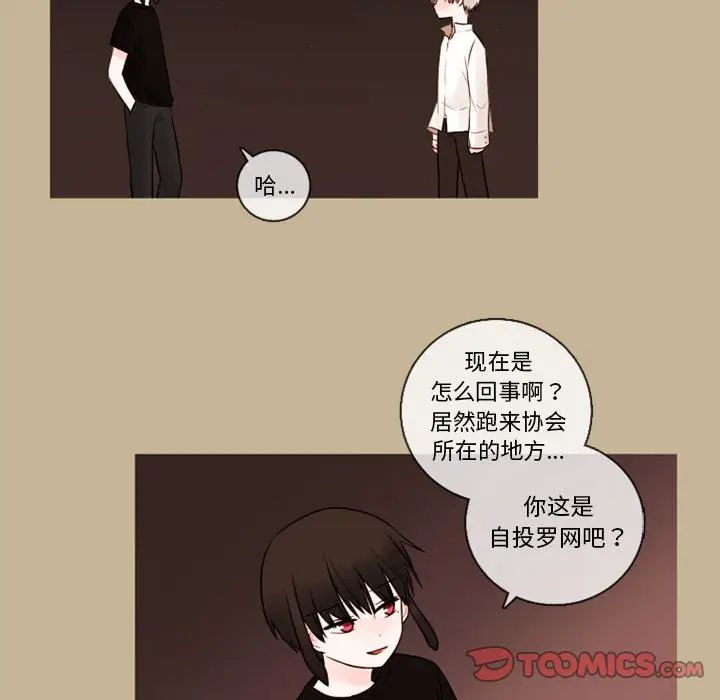 哈...
现在是
怎么回事啊？
居然跑来协会
所在的地方...
你这是
自投罗网吧？
TOOMICS.COM